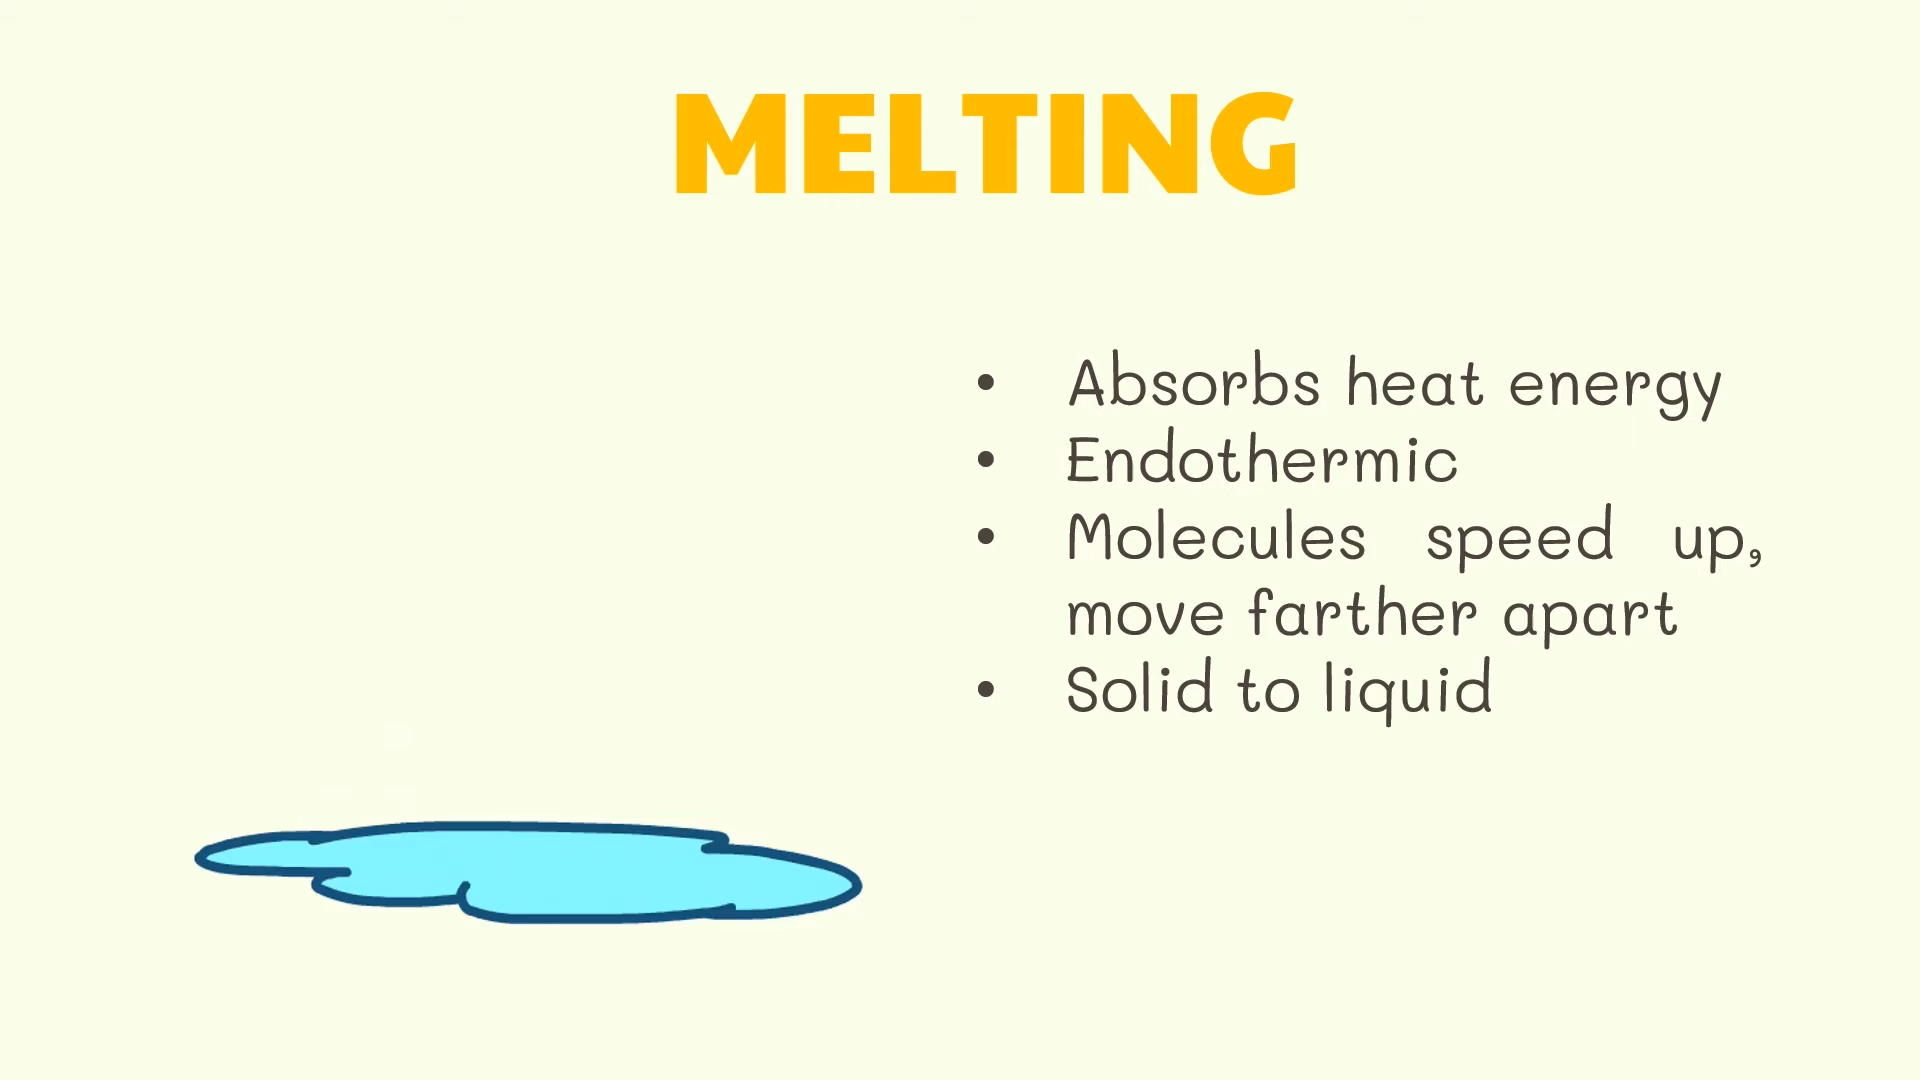 MELTING
• Absorbs heat energy
• Endothermic
• Molecules speed up,
move farther apart
• Solid to liquid